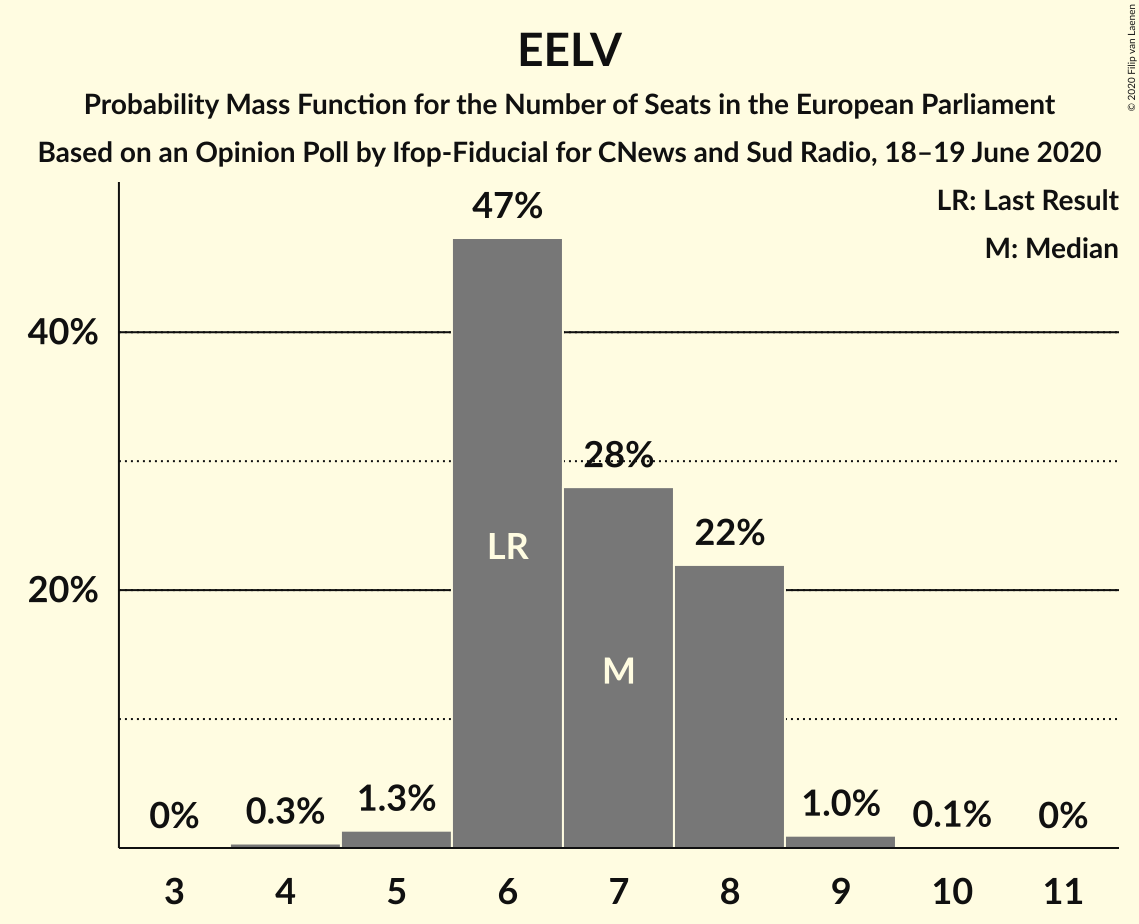 EELV
Probability Mass Function for the Number of Seats in the European Parliament
Based on an Opinion Poll by Ifop-Fiducial for CNews and Sud Radio, 18–19 June 2020
© 2020 Filip van Laenen
LR: Last Result
M: Median
47%
40%
28%
LR
22%
20%
M
0%
0.3%
1.3%
1.0%
0.1%
0%
3 4 5 6 7 8 9 10 11